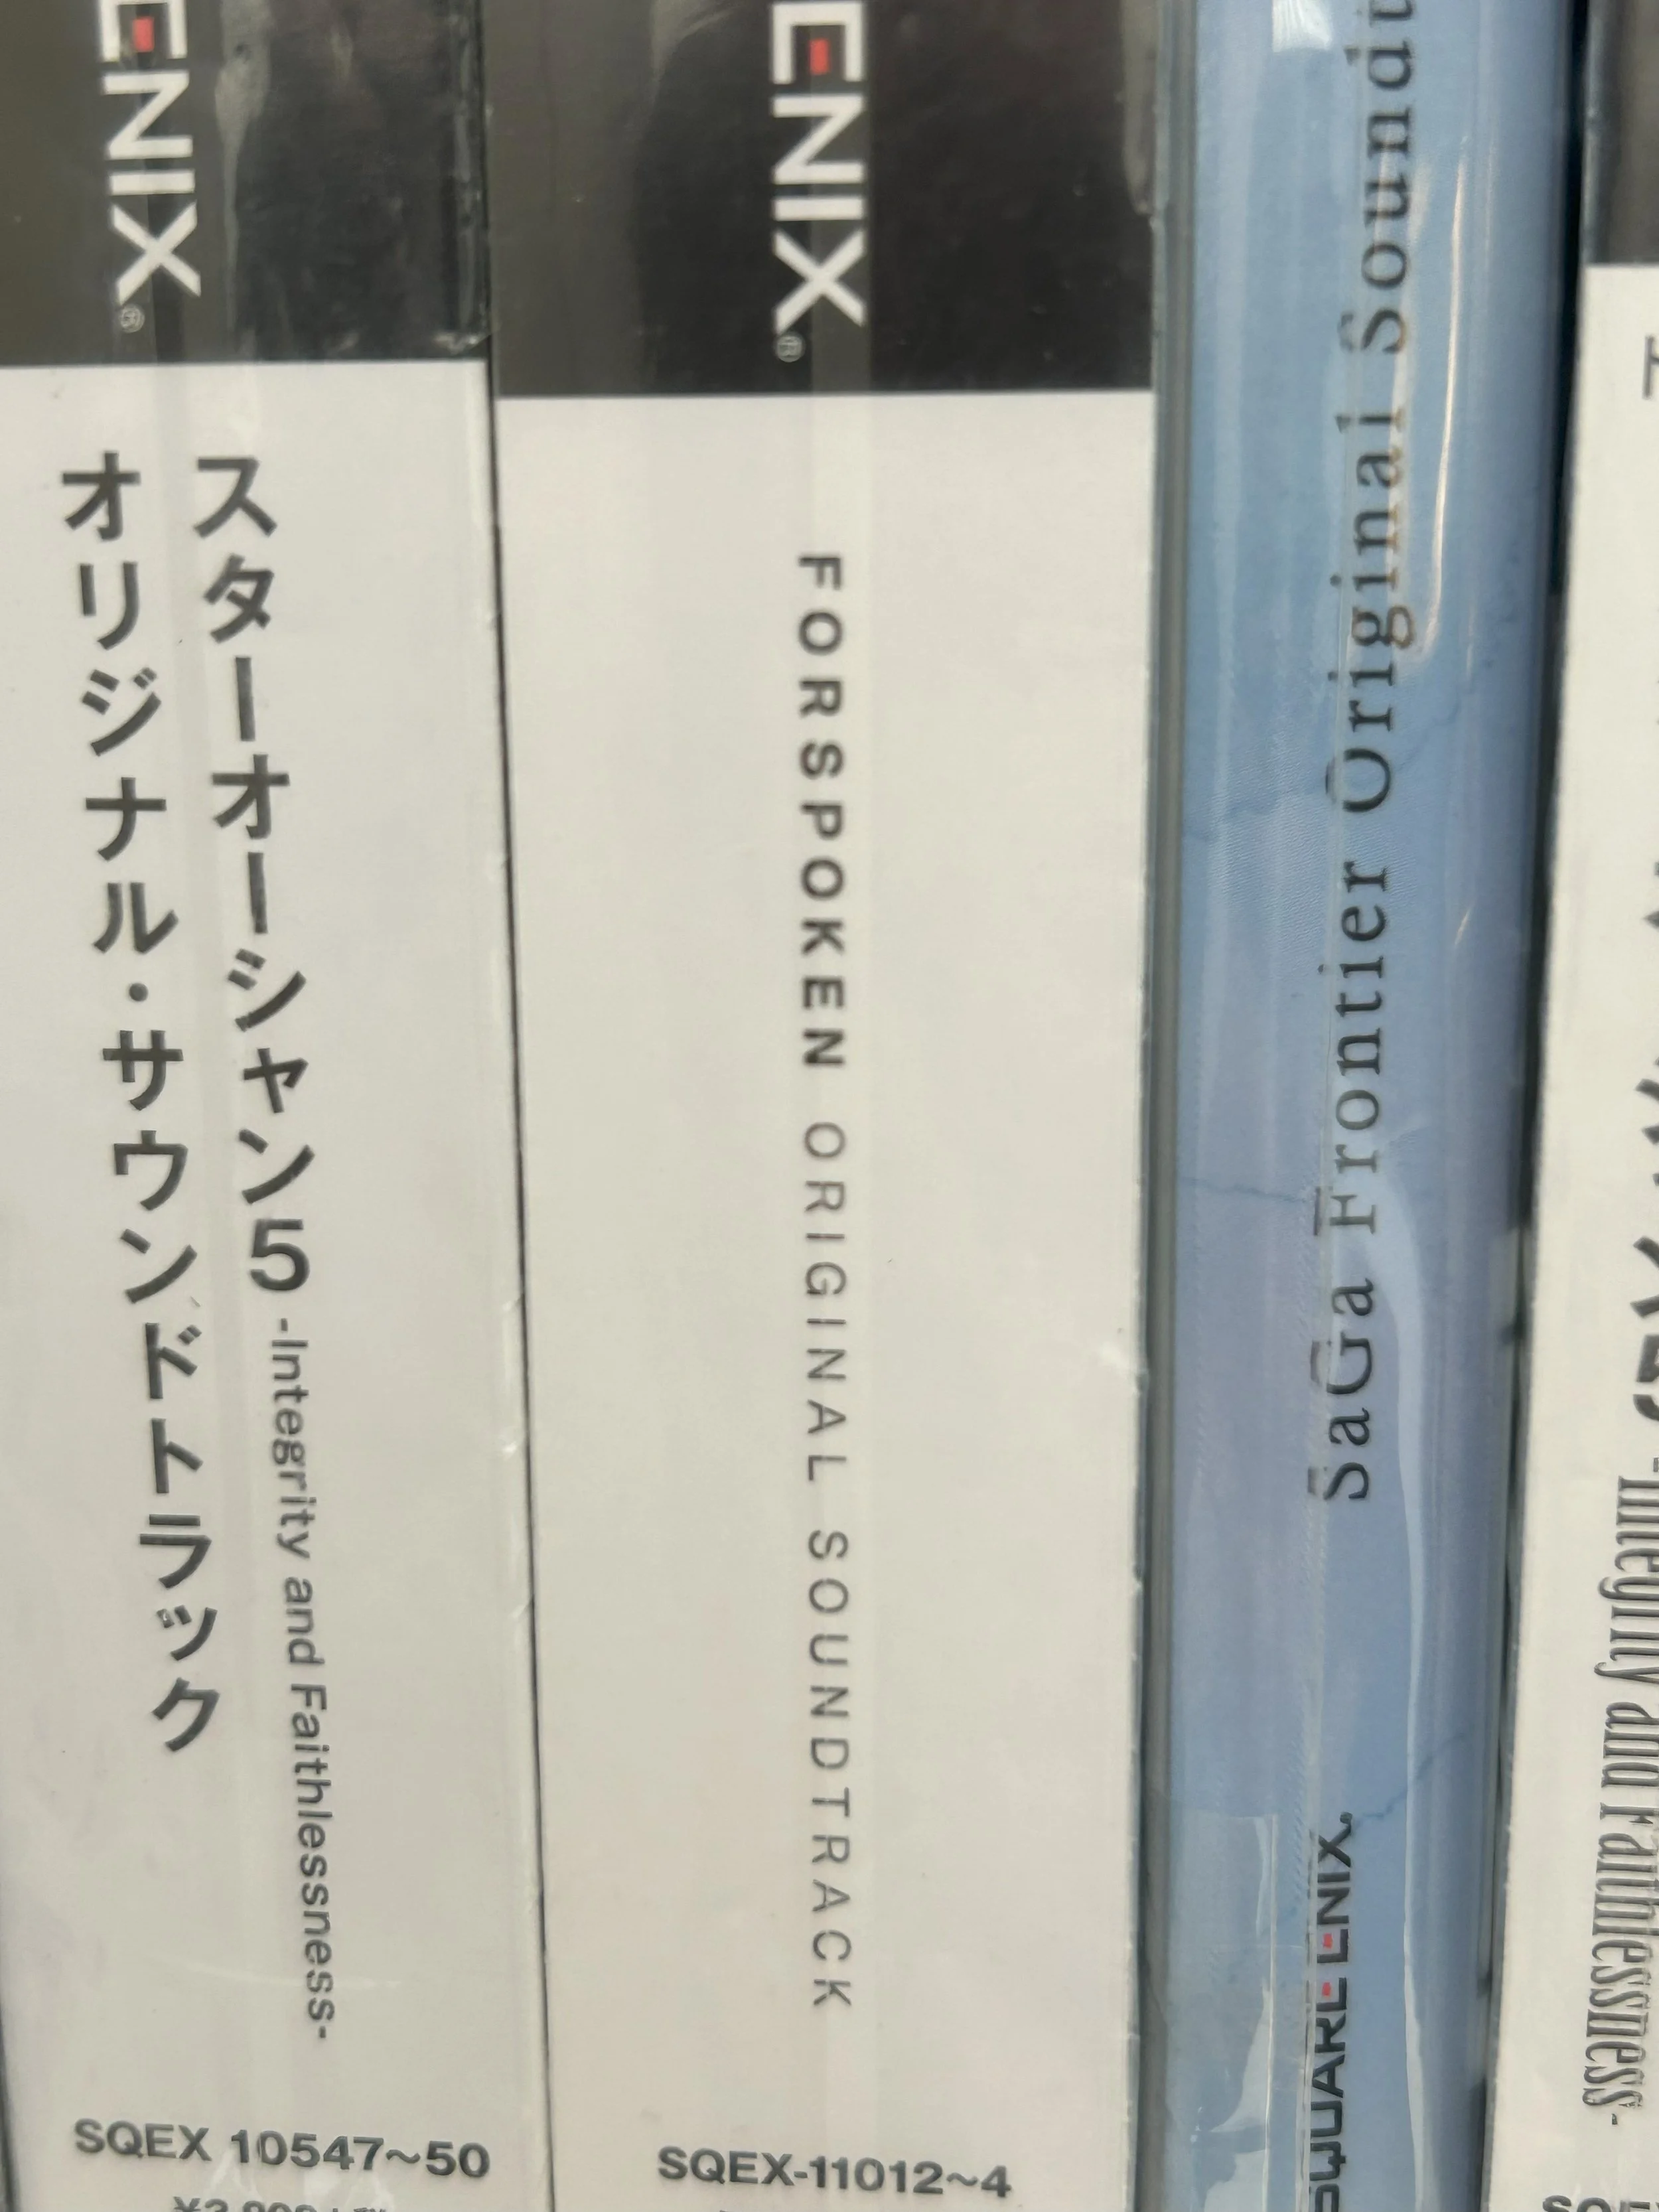 ENIX®
スターオーシャン5 -Integrity and Faithlessness-
オリジナル・サウンドトラック
SQEX 10547~50
ENIX®
FORSPOKEN ORIGINAL SOUNDTRACK
SQEX-11012~4
SaGa Frontier Original Sound
SQUARE ENIX.
-Integrity and Faithlessness-